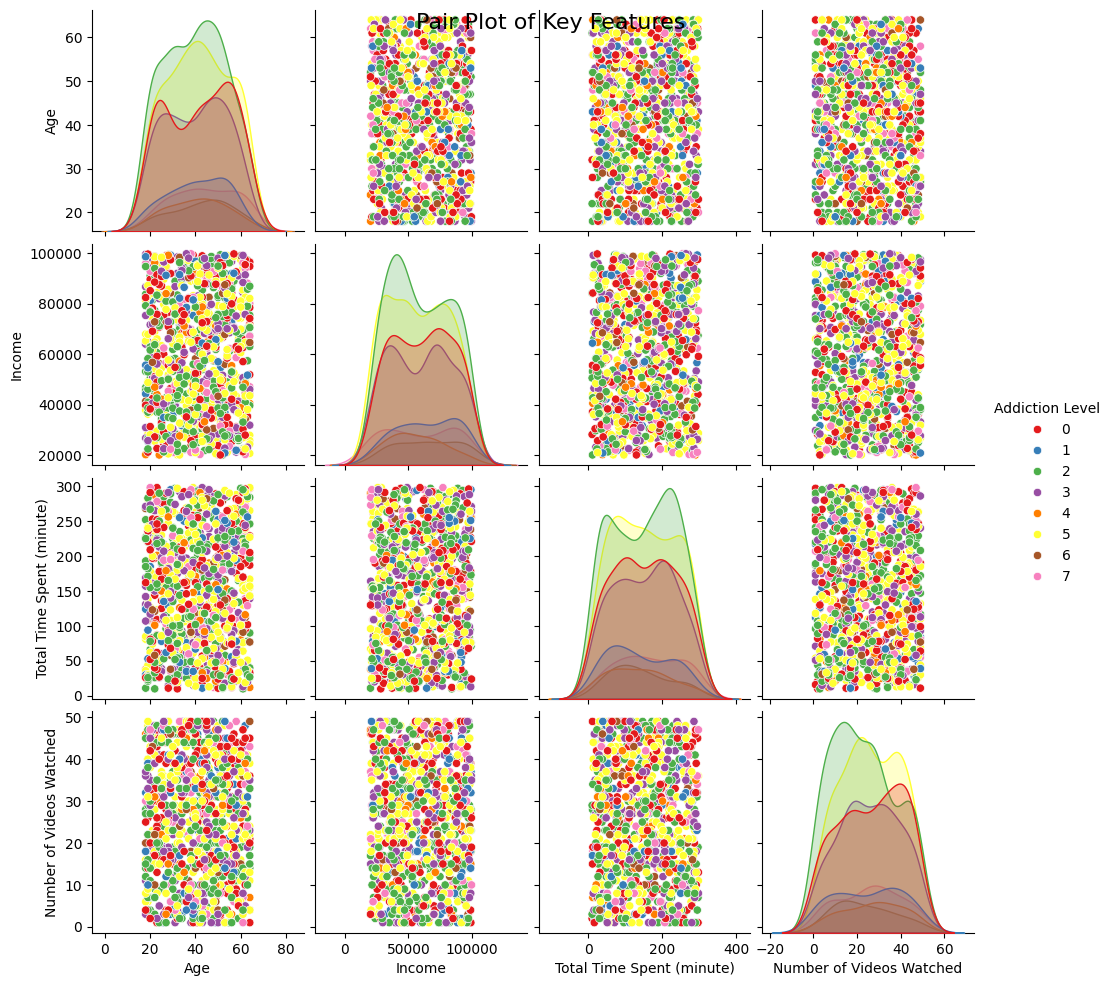 Pair Plot of Key Features
60
50
40
30
20
Age
100000
80000
60000
40000
20000
Income
300
250
200
150
100
50
0
Total Time Spent (minute)
50
40
30
20
10
0
Number of Videos Watched
0 20 40 60 80
Age
0 50000 100000
Income
0 200 400
Total Time Spent (minute)
−20 0 20 40 60
Number of Videos Watched
Addiction Level
0
1
2
3
4
5
6
7